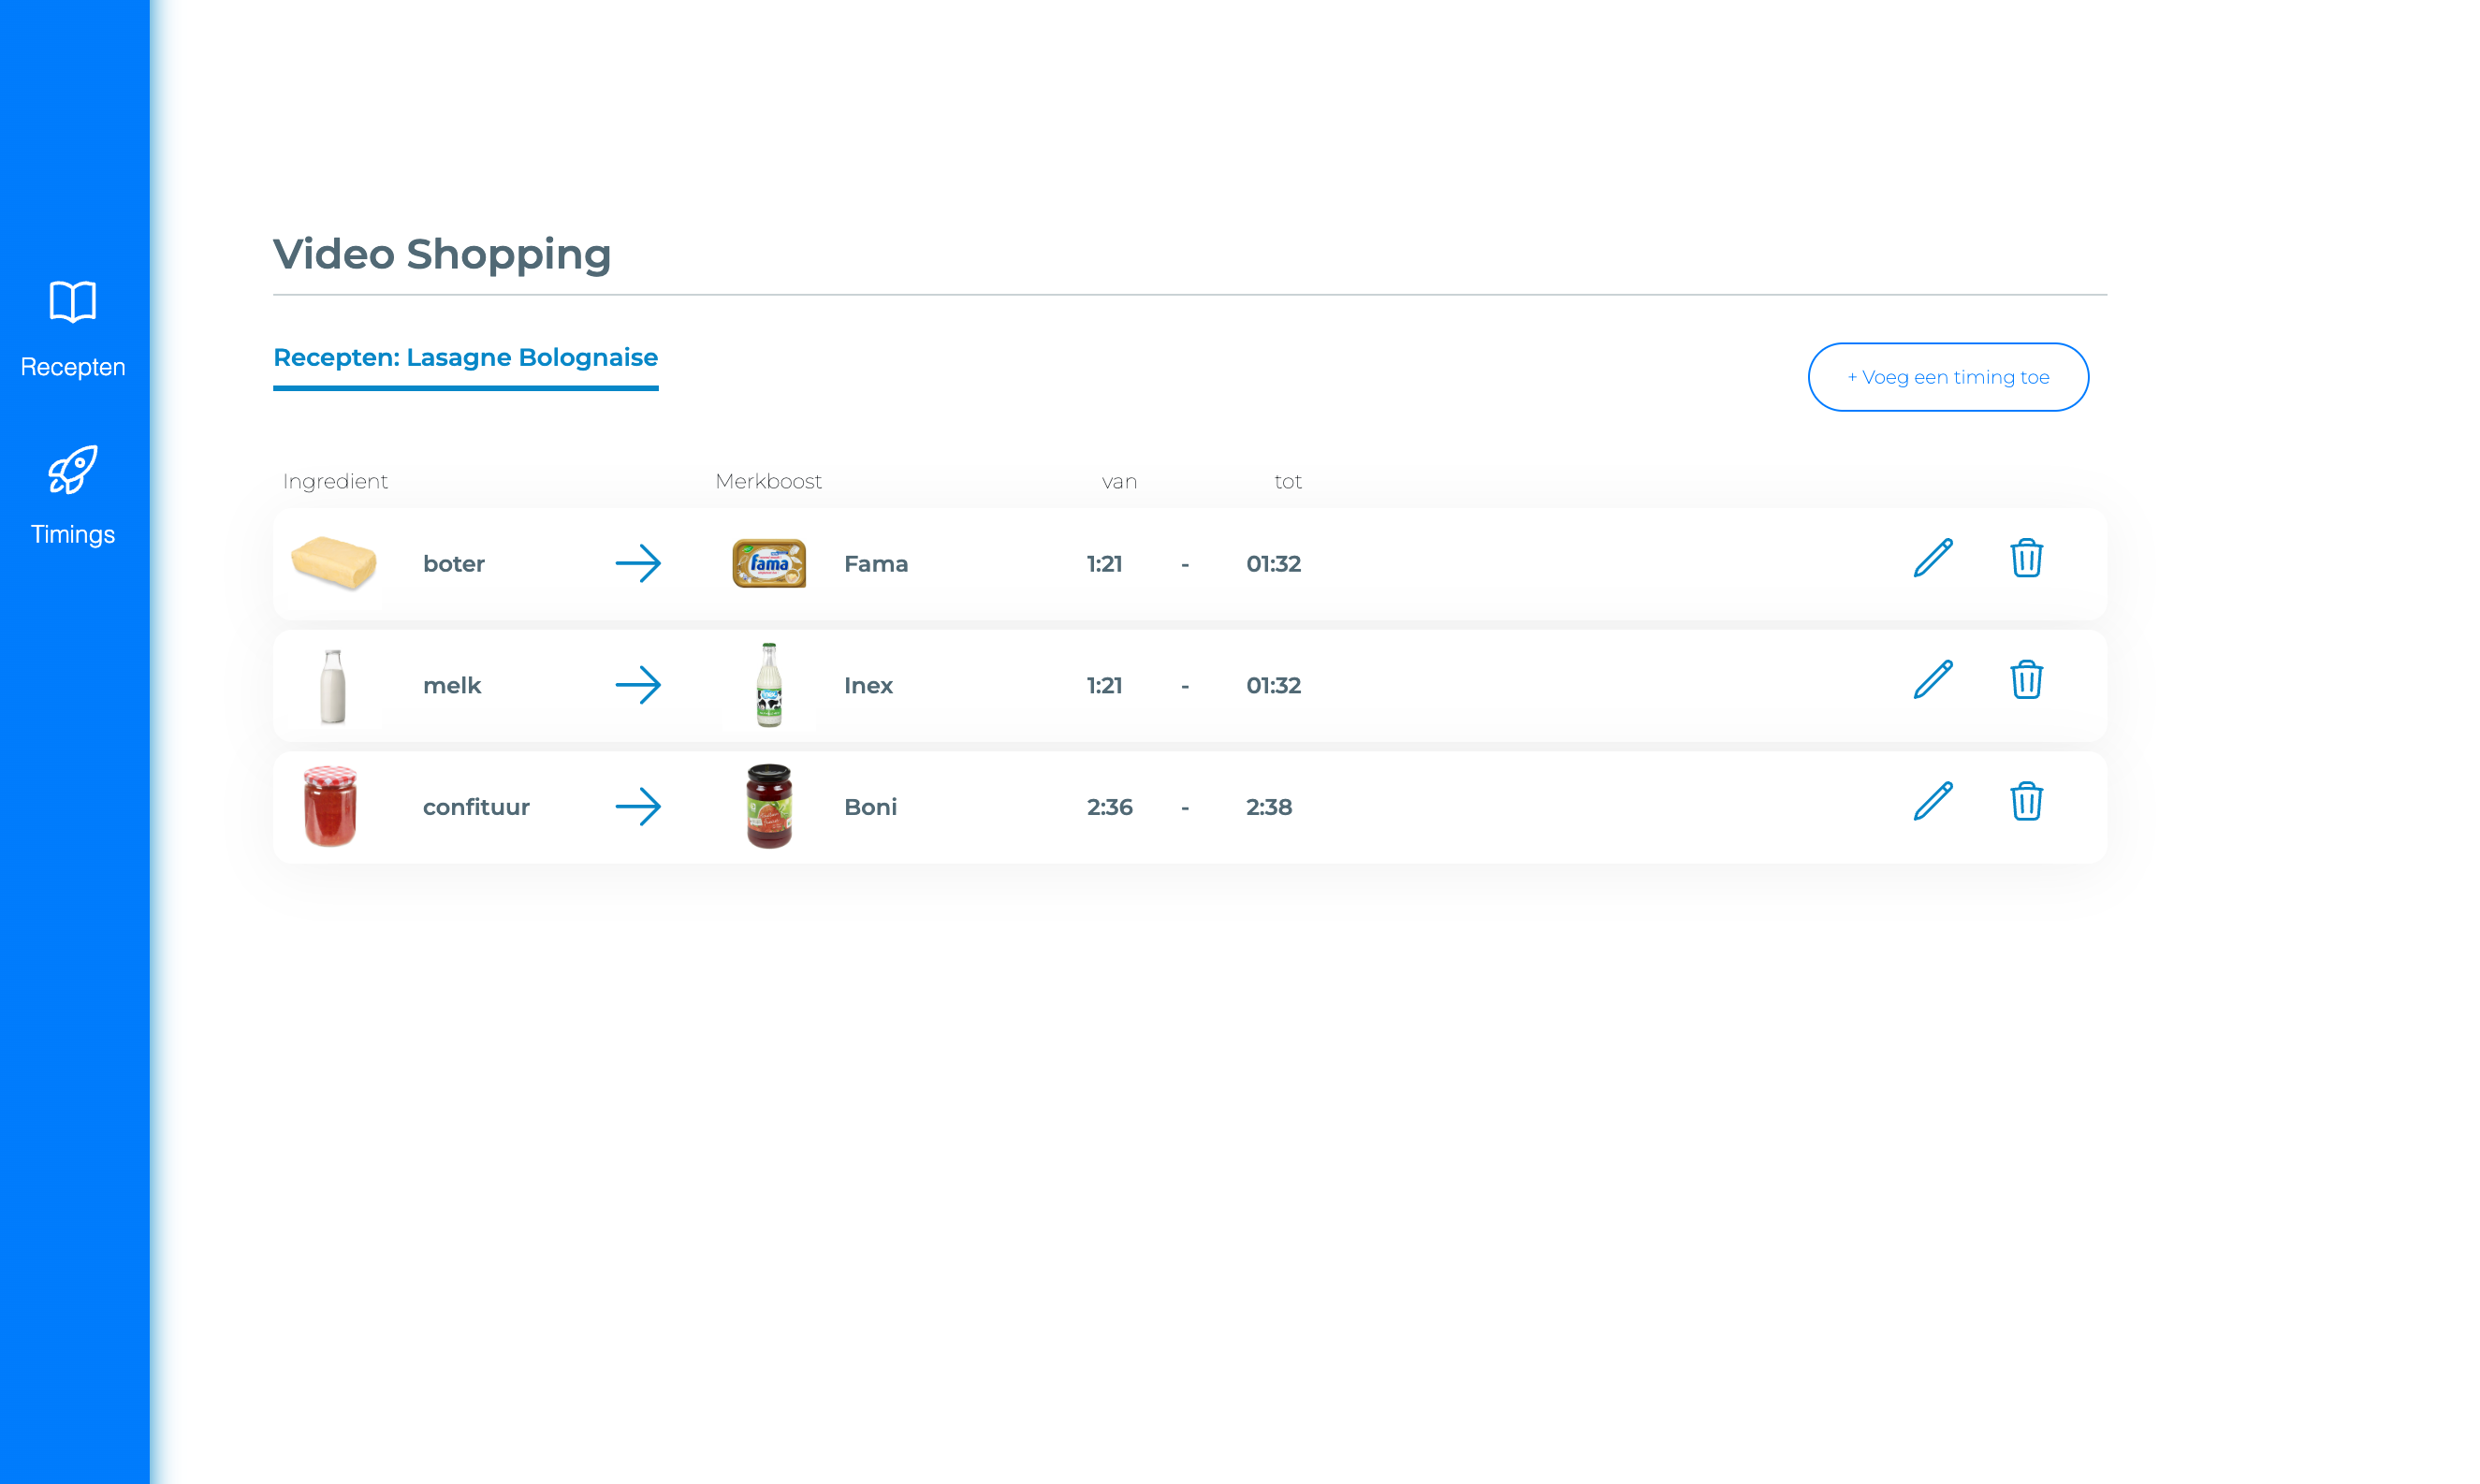 Video Shopping
Recepten
Recepten: Lasagne Bolognaise
+ Voeg een timing toe
Timings
Ingredient Merkboost van tot
boter fama Fama 1:21 - 01:32
melk Inex 1:21 - 01:32
confituur Boni 2:36 - 2:38